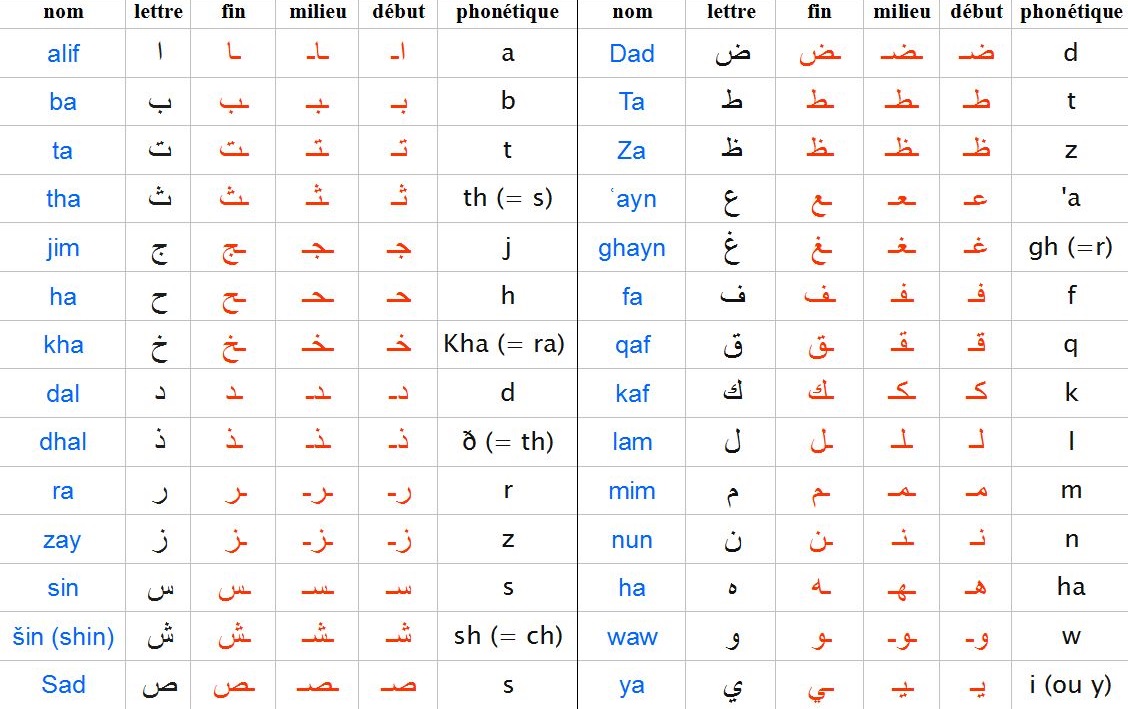 nom lettre fin milieu début phonétique nom lettre fin milieu début phonétique
alif ا ـا ـاـ اـ a Dad ض ـض ـضـ ضـ d
ba ب ـب ـبـ بـ b Ta ط ـط ـطـ طـ t
ta ت ـت ـتـ تـ t Za ظ ـظ ـظـ ظـ z
tha ث ـث ـثـ ثـ th (= s) ʿayn ع ـع ـعـ عـ 'a
jim ج ـج ـجـ جـ j ghayn غ ـغ ـغـ غـ gh (=r)
ha ح ـح ـحـ حـ h fa ف ـف ـفـ فـ f
kha خ ـخ ـخـ خـ Kha (= ra) qaf ق ـق ـقـ قـ q
dal د ـد ـدـ دـ d kaf ك ـك ـكـ كـ k
dhal ذ ـذ ـذـ ذـ ð (= th) lam ل ـل ـلـ لـ l
ra ر ـر ـرـ رـ r mim م ـم ـمـ مـ m
zay ز ـز ـزـ زـ z nun ن ـن ـنـ نـ n
sin س ـس ـسـ سـ s ha ه ـه ـهـ هـ ha
šin (shin) ش ـش ـشـ شـ sh (= ch) waw و ـو ـوـ وـ w
Sad ص ـص ـصـ صـ s ya ي ـي ـيـ يـ i (ou y)